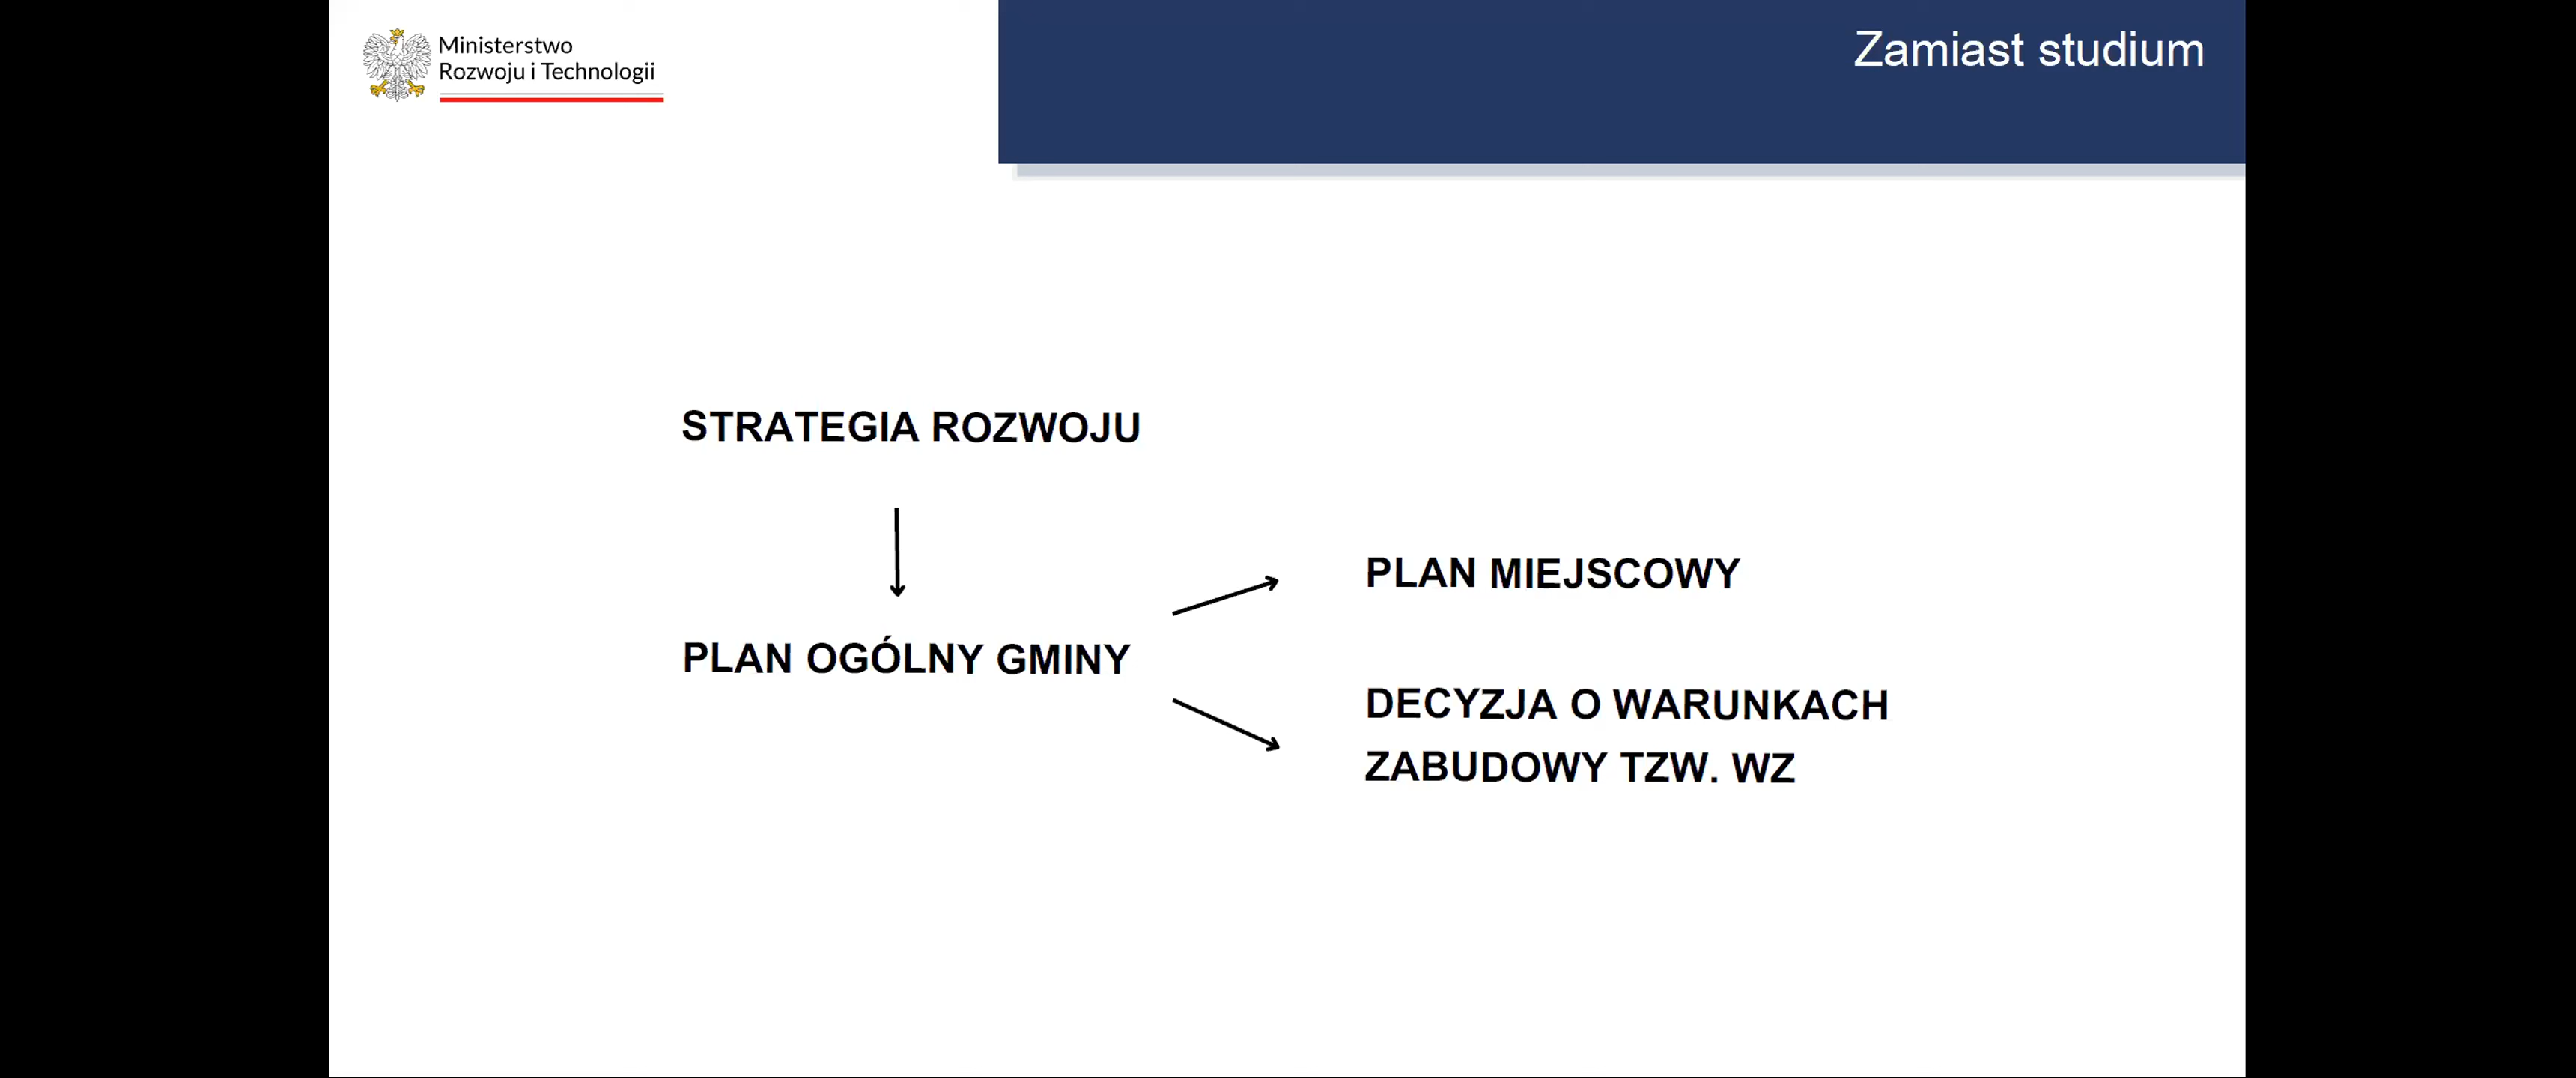 Ministerstwo
Rozwoju i Technologii
Zamiast studium
STRATEGIA ROZWOJU
PLAN OGÓLNY GMINY
PLAN MIEJSCOWY
DECYZJA O WARUNKACH
ZABUDOWY TZW. WZ